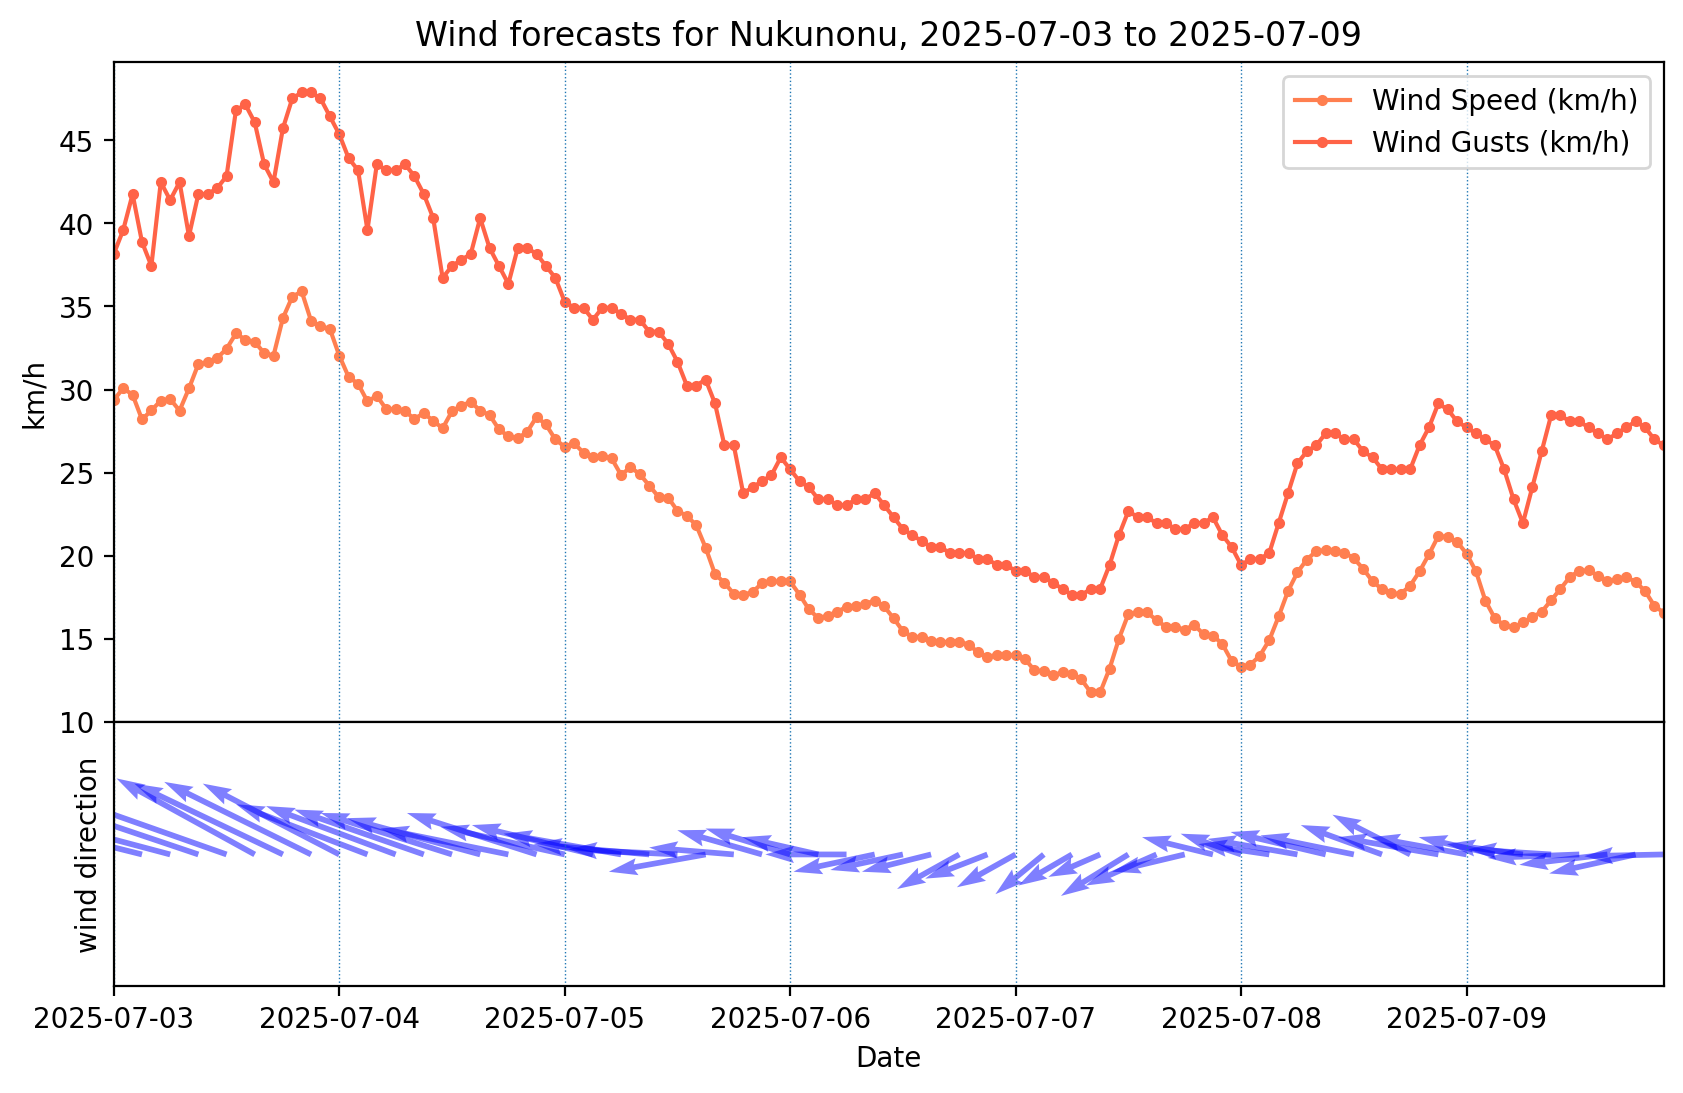 Wind forecasts for Nukunonu, 2025-07-03 to 2025-07-09
Wind Speed (km/h)
Wind Gusts (km/h)
45
40
35
30
25
20
15
10
km/h
wind direction
2025-07-03
2025-07-04
2025-07-05
2025-07-06
2025-07-07
2025-07-08
2025-07-09
Date